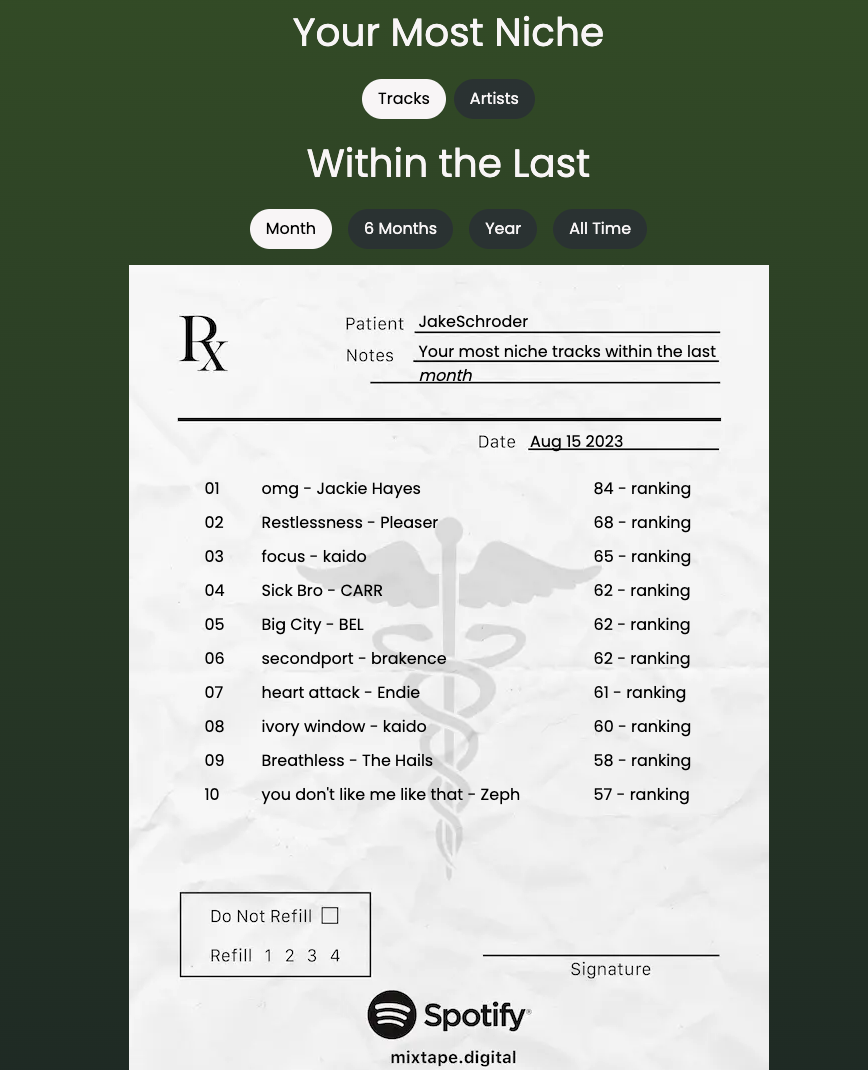 Your Most Niche
Tracks Artists
Within the Last
Month 6 Months Year All Time
Rx
Patient JakeSchroder
Notes Your most niche tracks within the last
month
Date Aug 15 2023
01 omg - Jackie Hayes 84 - ranking
02 Restlessness - Pleaser 68 - ranking
03 focus - kaido 65 - ranking
04 Sick Bro - CARR 62 - ranking
05 Big City - BEL 62 - ranking
06 secondport - brakence 62 - ranking
07 heart attack - Endie 61 - ranking
08 ivory window - kaido 60 - ranking
09 Breathless - The Hails 58 - ranking
10 you don't like me like that - Zeph 57 - ranking
Do Not Refill
Refill 1 2 3 4
Signature
Spotify®
mixtape.digital